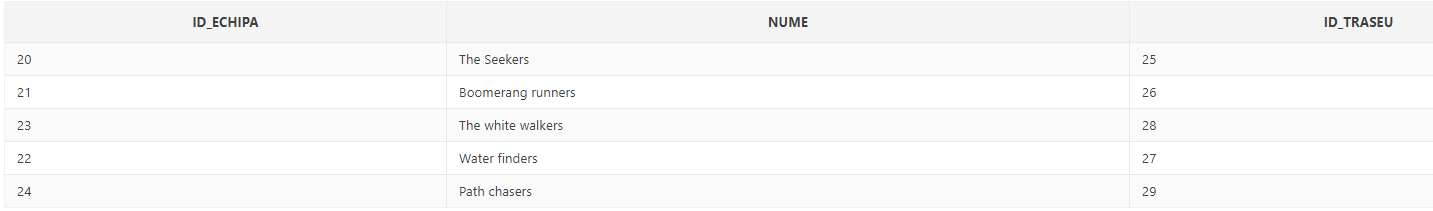 ID_ECHIPA NUME ID_TRASEU
20 The Seekers 25
21 Boomerang runners 26
23 The white walkers 28
22 Water finders 27
24 Path chasers 29